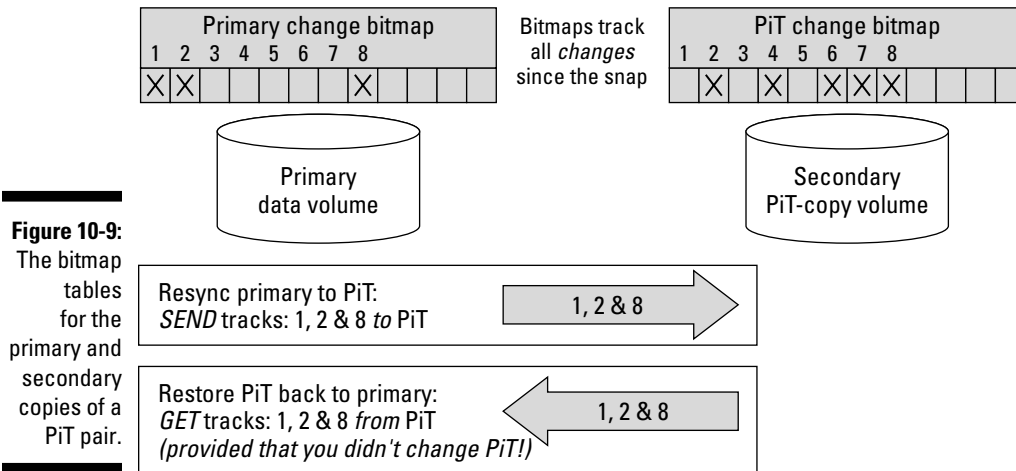 Primary change bitmap
1 2 3 4 5 6 7 8
X X X
Bitmaps track
all changes
since the snap
PiT change bitmap
1 2 3 4 5 6 7 8
X X X X X
Primary
data volume
Secondary
PiT-copy volume
Figure 10-9:
The bitmap
tables
for the
primary and
secondary
copies of a
PiT pair.
Resync primary to PiT:
SEND tracks: 1, 2 & 8 to PiT
1, 2 & 8
Restore PiT back to primary:
GET tracks: 1, 2 & 8 from PiT
(provided that you didn't change PiT!)
1, 2 & 8